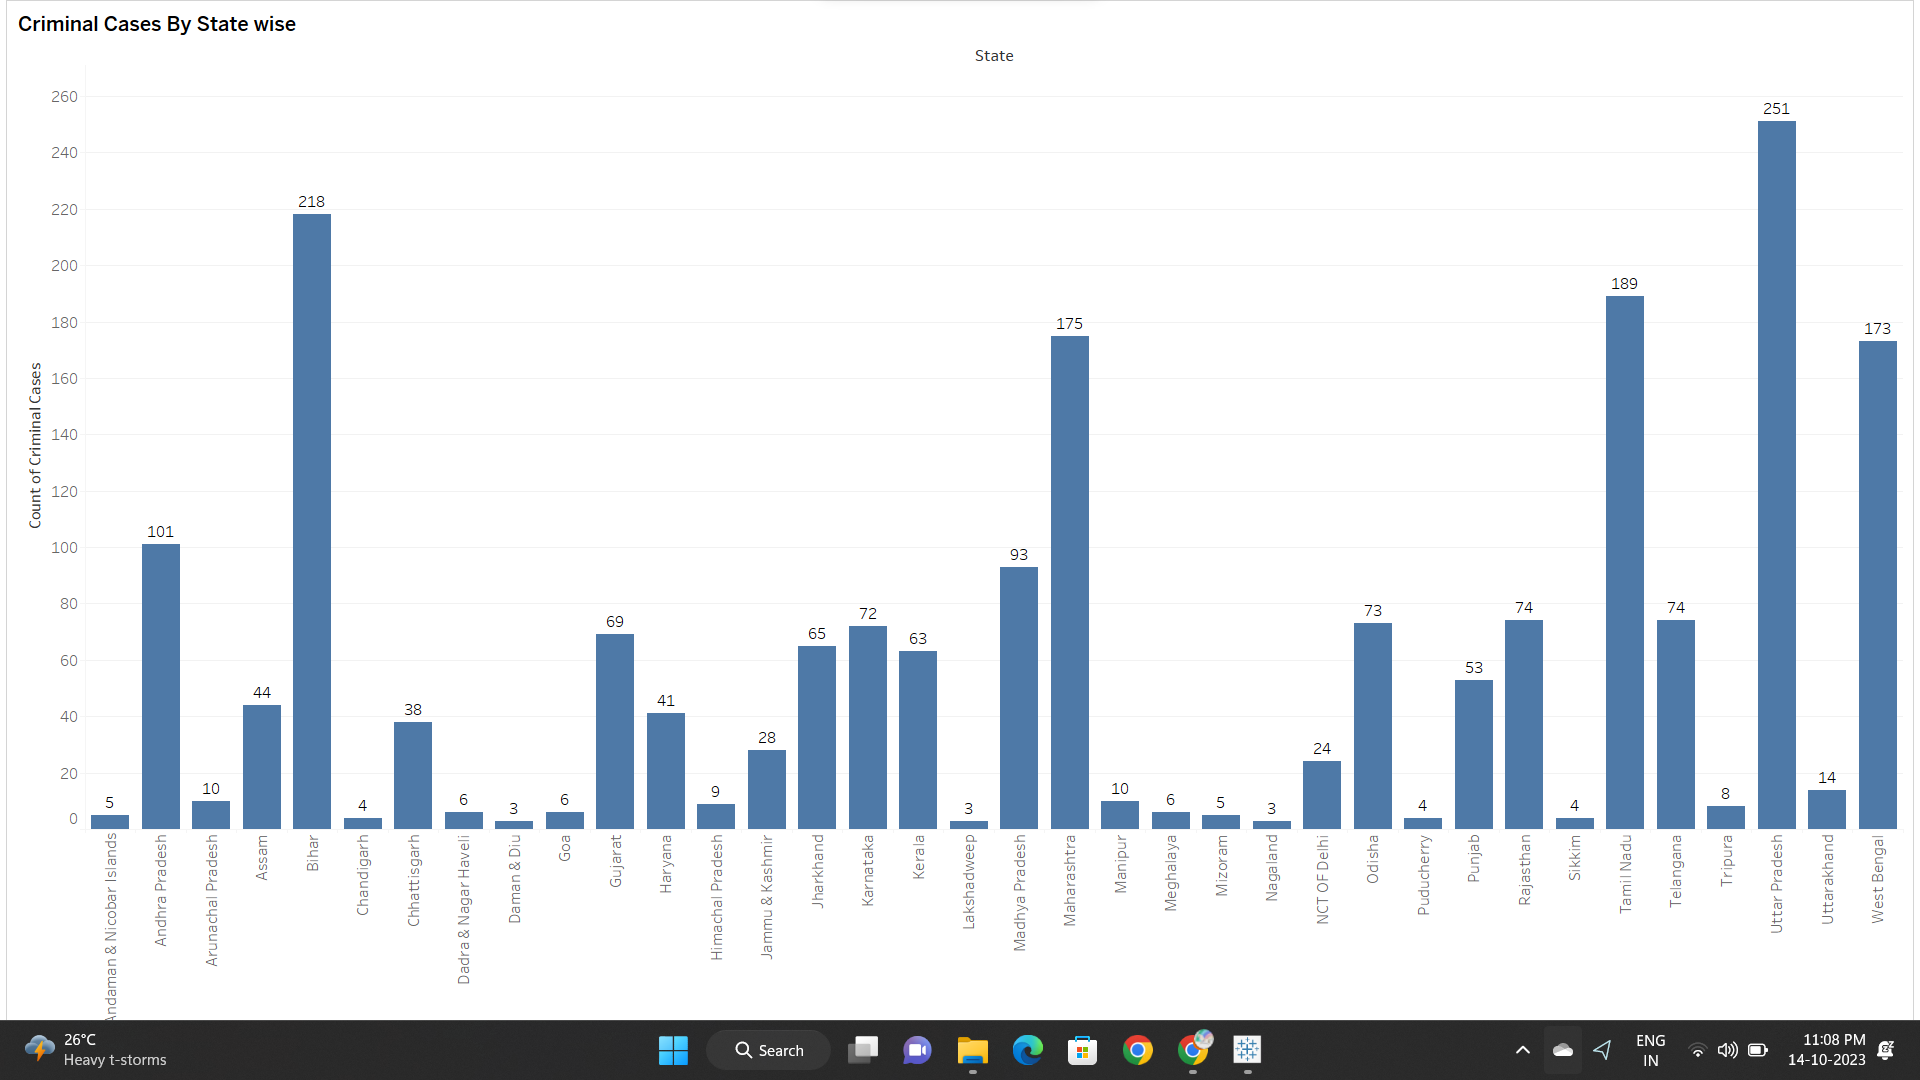 Criminal Cases By State wise
State
Count of Criminal Cases
260
240
220
200
180
160
140
120
100
80
60
40
20
0
5
101
10
44
218
4
38
6
3
6
69
41
9
28
65
72
63
3
93
175
10
6
5
3
24
73
4
53
74
4
189
74
8
251
14
173
Andaman & Nicobar Islands
Andhra Pradesh
Arunachal Pradesh
Assam
Bihar
Chandigarh
Chhattisgarh
Dadra & Nagar Haveli
Daman & Diu
Goa
Gujarat
Haryana
Himachal Pradesh
Jammu & Kashmir
Jharkhand
Karnataka
Kerala
Lakshadweep
Madhya Pradesh
Maharashtra
Manipur
Meghalaya
Mizoram
Nagaland
NCT OF Delhi
Odisha
Puducherry
Punjab
Rajasthan
Sikkim
Tamil Nadu
Telangana
Tripura
Uttar Pradesh
Uttarakhand
West Bengal
26°C
Heavy t-storms
Search
ENG
IN
11:08 PM
14-10-2023